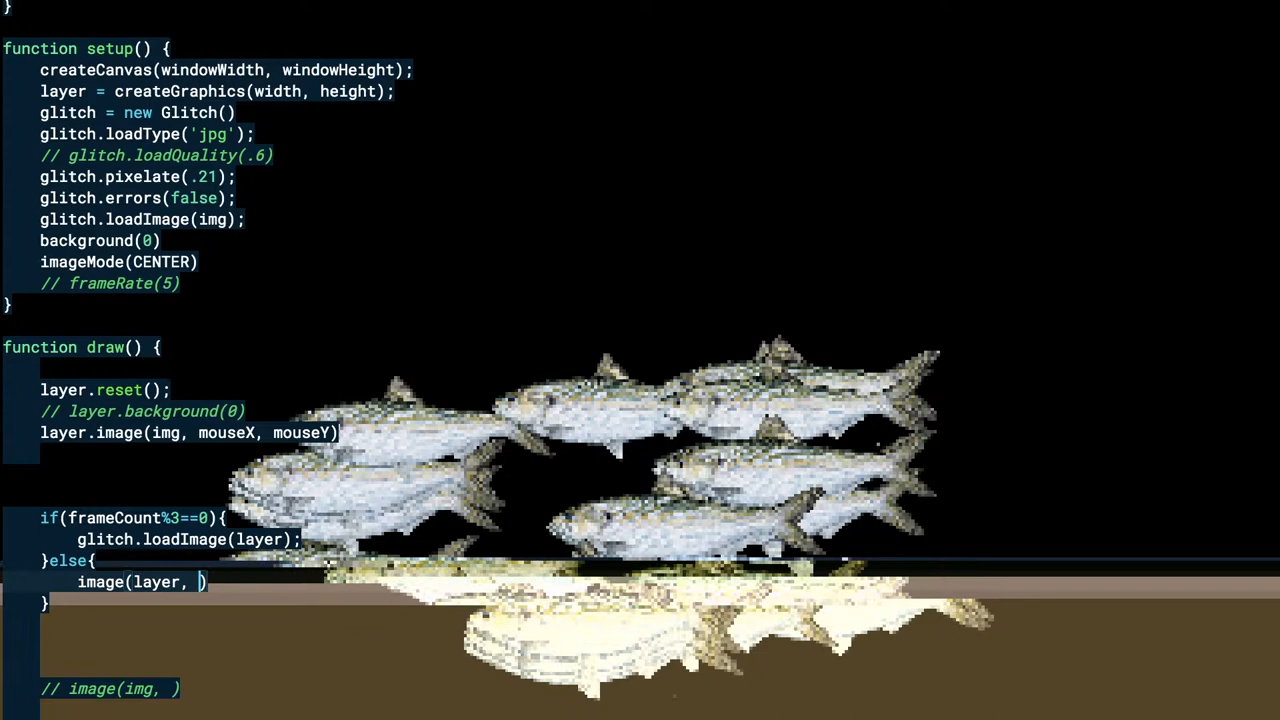 }
function setup() {
createCanvas(windowWidth, windowHeight);
layer = createGraphics(width, height);
glitch = new Glitch()
glitch.loadType('jpg');
// glitch.loadQuality(.6)
glitch.pixelate(.21);
glitch.errors(false);
glitch.loadImage(img);
background(0)
imageMode(CENTER)
// frameRate(5)
}
function draw() {
layer.reset();
// layer.background(0)
layer.image(img, mouseX, mouseY)
if(frameCount%3==0){
glitch.loadImage(layer);
}else{
image(layer, )
}
// image(img, )